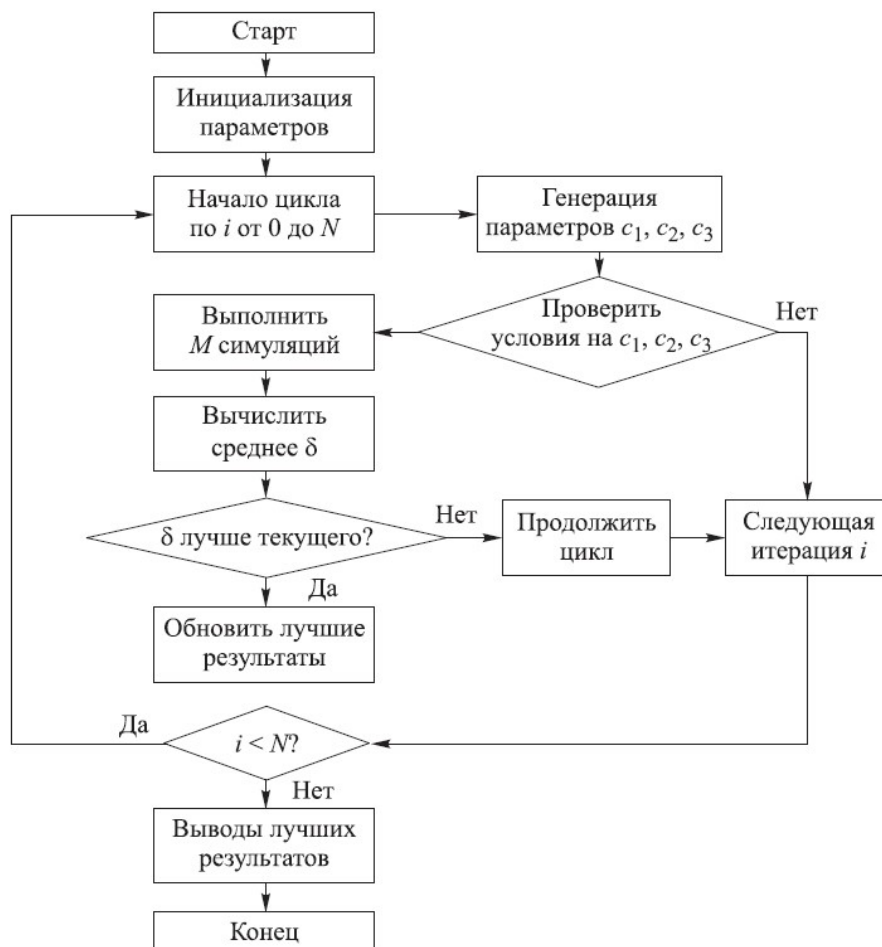 Старт
Инициализация
параметров
Начало цикла
по i от 0 до N
Генерация
параметров c₁, c₂, c₃
Проверить
условия на c₁, c₂, c₃
Нет
Выполнить
M симуляций
Вычислить
среднее δ
δ лучше текущего?
Нет
Продолжить
цикл
Следующая
итерация i
Да
Обновить лучшие
результаты
Да
i < N?
Нет
Выводы лучших
результатов
Конец